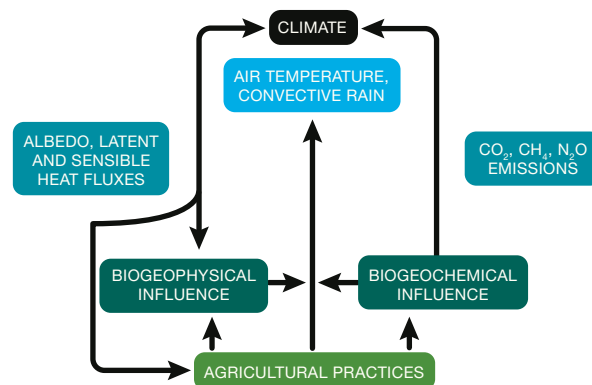 CLIMATE
AIR TEMPERATURE,
CONVECTIVE RAIN
ALBEDO, LATENT
AND SENSIBLE
HEAT FLUXES
CO₂, CH₄, N₂O
EMISSIONS
BIOGEOPHYSICAL
INFLUENCE
BIOGEOCHEMICAL
INFLUENCE
AGRICULTURAL PRACTICES